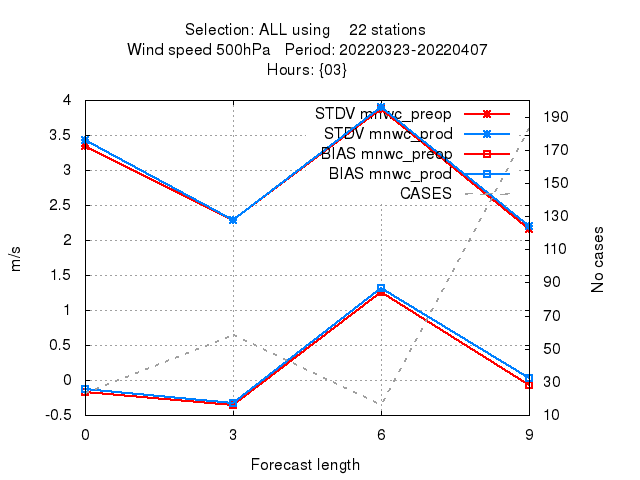 Selection: ALL using 22 stations
Wind speed 500hPa Period: 20220323-20220407
Hours: {03}
STDV mnwc_preop
STDV mnwc_prod
BIAS mnwc_preop
BIAS mnwc_prod
CASES
4
3.5
3
2.5
2
1.5
1
0.5
0
-0.5
m/s
190
170
150
130
110
90
70
50
30
10
No cases
0 3 6 9
Forecast length